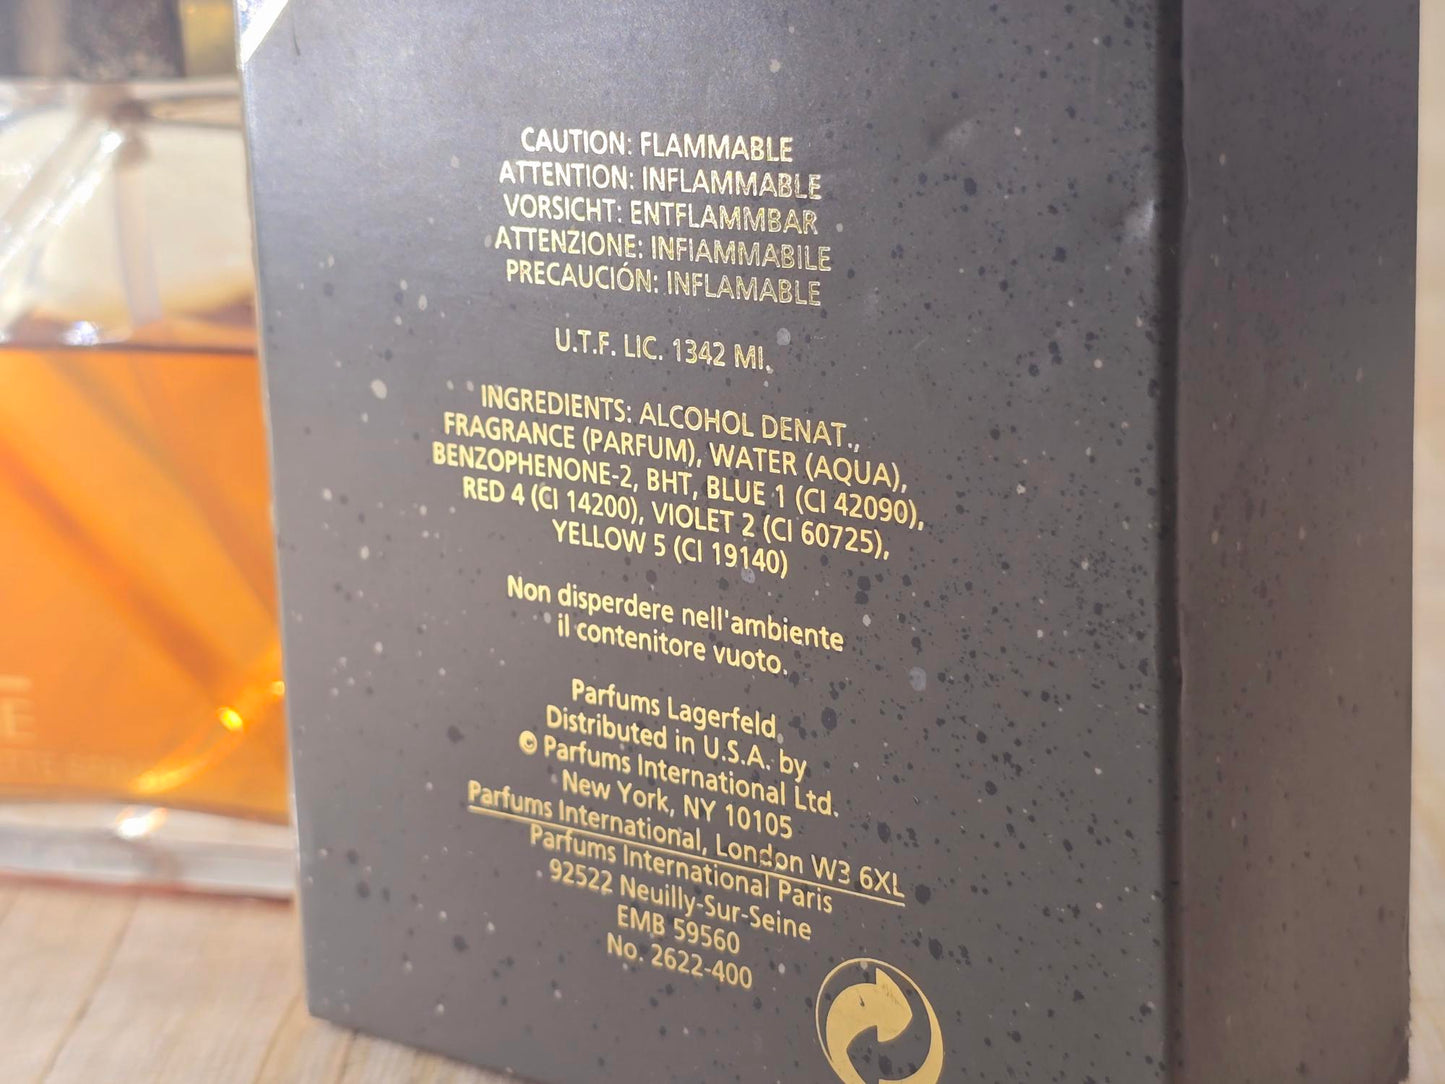 CAUTION: FLAMMABLE
ATTENTION: INFLAMMABLE
VORSICHT: ENTFLAMMBAR
ATTENZIONE: INFIAMMABILE
PRECAUCIÓN: INFLAMABLE
U.T.F. LIC. 1342 MI.
INGREDIENTS: ALCOHOL DENAT.,
FRAGRANCE (PARFUM), WATER (AQUA),
BENZOPHENONE-2, BHT, BLUE 1 (CI 42090),
RED 4 (CI 14200), VIOLET 2 (CI 60725),
YELLOW 5 (CI 19140)
Non disperdere nell'ambiente
il contenitore vuoto.
Parfums Lagerfeld
Distributed in U.S.A. by
© Parfums International Ltd.
New York, NY 10105
Parfums International, London W3 6XL
Parfums International Paris
92522 Neuilly-Sur-Seine
EMB 59560
No. 2622-400